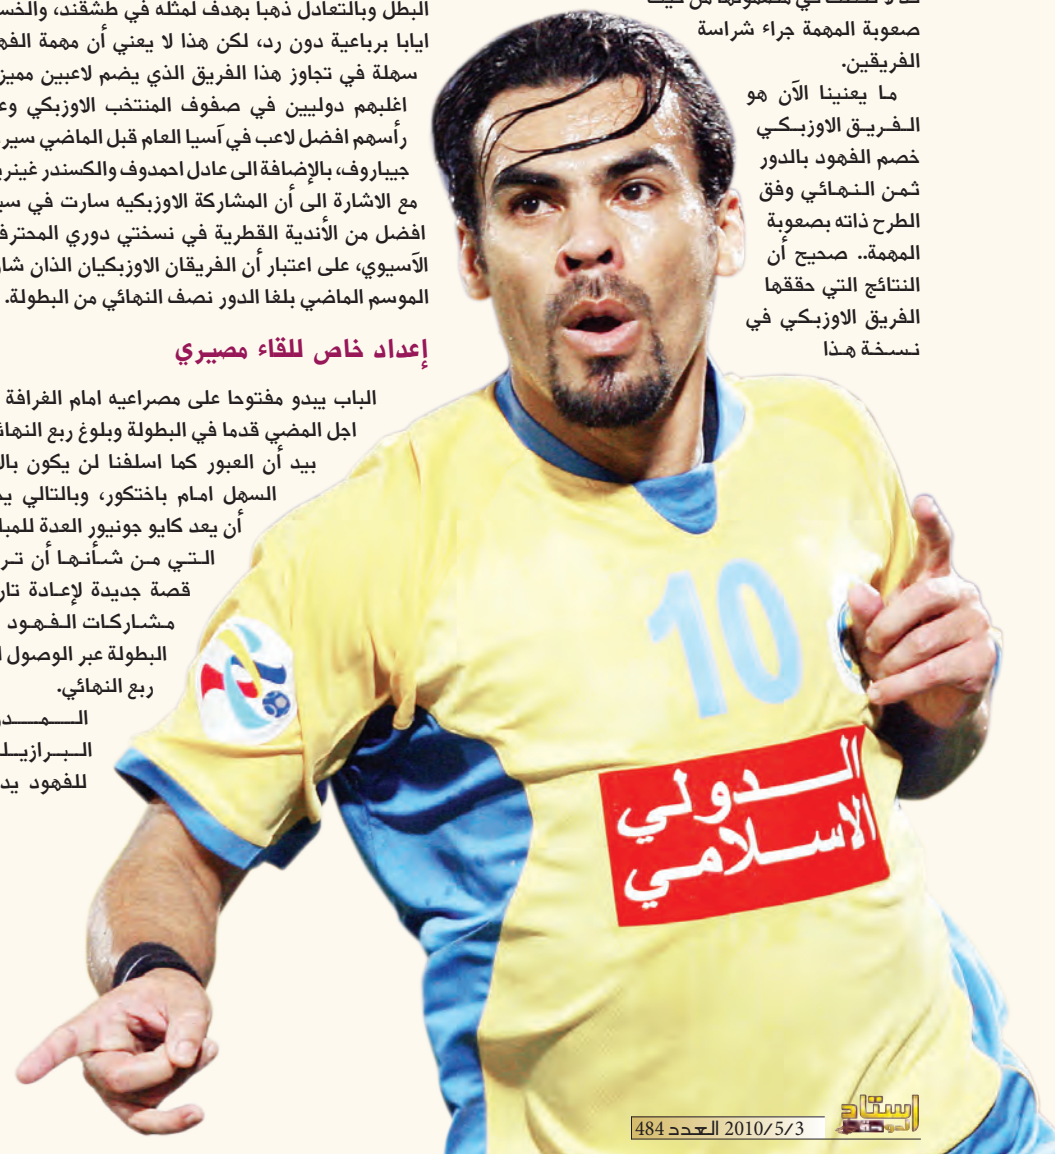 صعوبة المهمة جراء شراسة
الفريقين.
ما يعنينا الآن هو
الفريق الاوزبكي
خصم الفهود بالدور
ثمن النهائي وفق
الطرح ذاته بصعوبة
المهمة.. صحيح أن
النتائج التي حققها
الفريق الاوزبكي في
نسخة هذا
البطل وبالتعادل ذهبا بهدف لمثله في طشقند، والخس
ايابا برباعية دون رد، لكن هذا لا يعني أن مهمة الفه
سهلة في تجاوز هذا الفريق الذي يضم لاعبين مميز
اغلبهم دوليين في صفوف المنتخب الاوزبكي وع
رأسهم افضل لاعب في آسيا العام قبل الماضي سير
جيباروف، بالإضافة الى عادل احمدوف والكسندر غينر
مع الاشارة الى أن المشاركة الاوزبكيه سارت في سب
افضل من الأندية القطرية في نسختي دوري المحترف
الآسيوي، على اعتبار أن الفريقان الاوزبكيان الذان شار
الموسم الماضي بلغا الدور نصف النهائي من البطولة.
إعداد خاص للقاء مصيري
الباب يبدو مفتوحا على مصراعيه امام الغرافة
اجل المضي قدما في البطولة وبلوغ ربع النهائ
بيد أن العبور كما اسلفنا لن يكون بال
السهل امام باختكور، وبالتالي يج
أن يعد كايو جونيور العدة للمبا
التي من شأنها أن تر
قصة جديدة لإعادة تار
مشاركات الفهود
البطولة عبر الوصول ا
ربع النهائي.
المدر
البرازيلي
للفهود يد
10
الدولي
الاسلامي
2010/5/3 العدد 484
إستاد